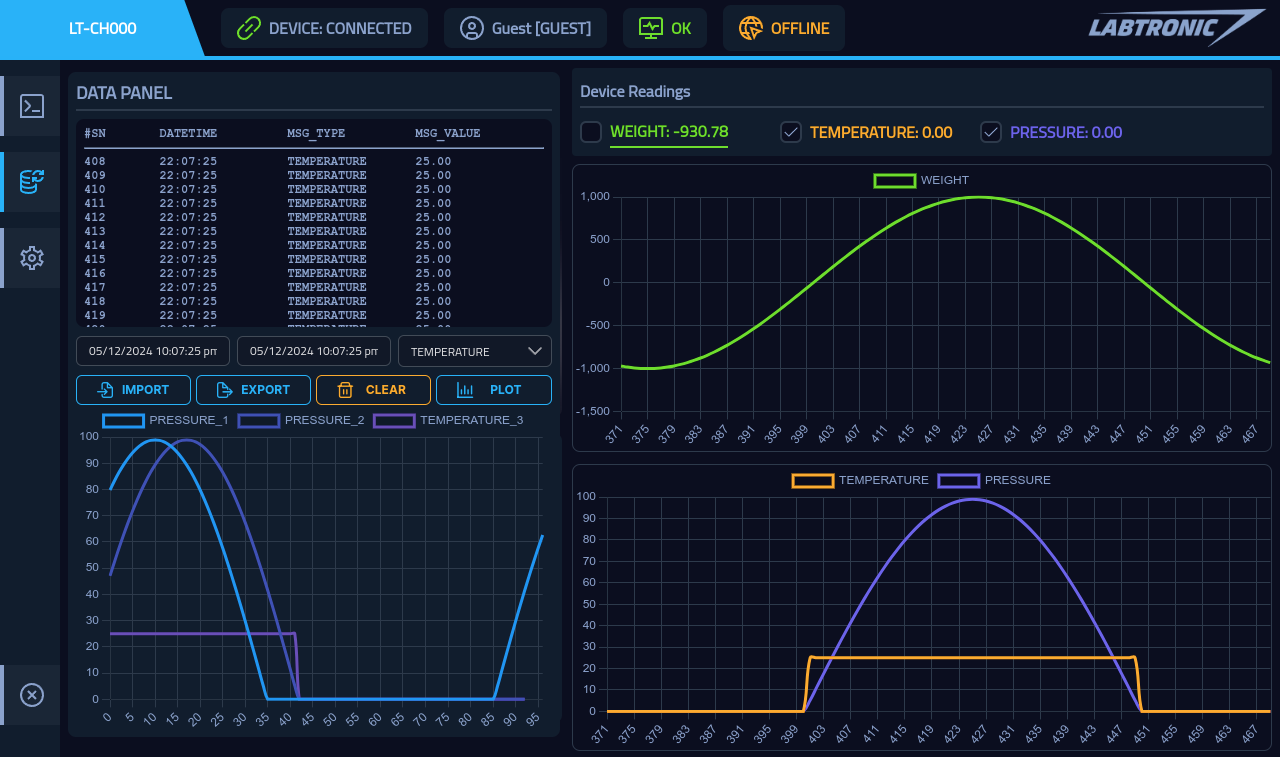 LT-CH000
DEVICE: CONNECTED
Guest [GUEST]
OK
OFFLINE
LABTRONIC
DATA PANEL
#SN DATETIME MSG_TYPE MSG_VALUE
408 22:07:25 TEMPERATURE 25.00
409 22:07:25 TEMPERATURE 25.00
410 22:07:25 TEMPERATURE 25.00
411 22:07:25 TEMPERATURE 25.00
412 22:07:25 TEMPERATURE 25.00
413 22:07:25 TEMPERATURE 25.00
414 22:07:25 TEMPERATURE 25.00
415 22:07:25 TEMPERATURE 25.00
416 22:07:25 TEMPERATURE 25.00
417 22:07:25 TEMPERATURE 25.00
418 22:07:25 TEMPERATURE 25.00
419 22:07:25 TEMPERATURE 25.00
05/12/2024 10:07:25 pm
05/12/2024 10:07:25 pm
TEMPERATURE
IMPORT
EXPORT
CLEAR
PLOT
PRESSURE_1 PRESSURE_2 TEMPERATURE_3
100
90
80
70
60
50
40
30
20
10
0
0 5 10 15 20 25 30 35 40 45 50 55 60 65 70 75 80 85 90 95
Device Readings
WEIGHT: -930.78
TEMPERATURE: 0.00
PRESSURE: 0.00
WEIGHT
1,000
500
0
-500
-1,000
-1,500
371 375 379 383 387 391 395 399 403 407 411 415 419 423 427 431 435 439 443 447 451 455 459 463 467
TEMPERATURE PRESSURE
100
90
80
70
60
50
40
30
20
10
0
371 375 379 383 387 391 395 399 403 407 411 415 419 423 427 431 435 439 443 447 451 455 459 463 467